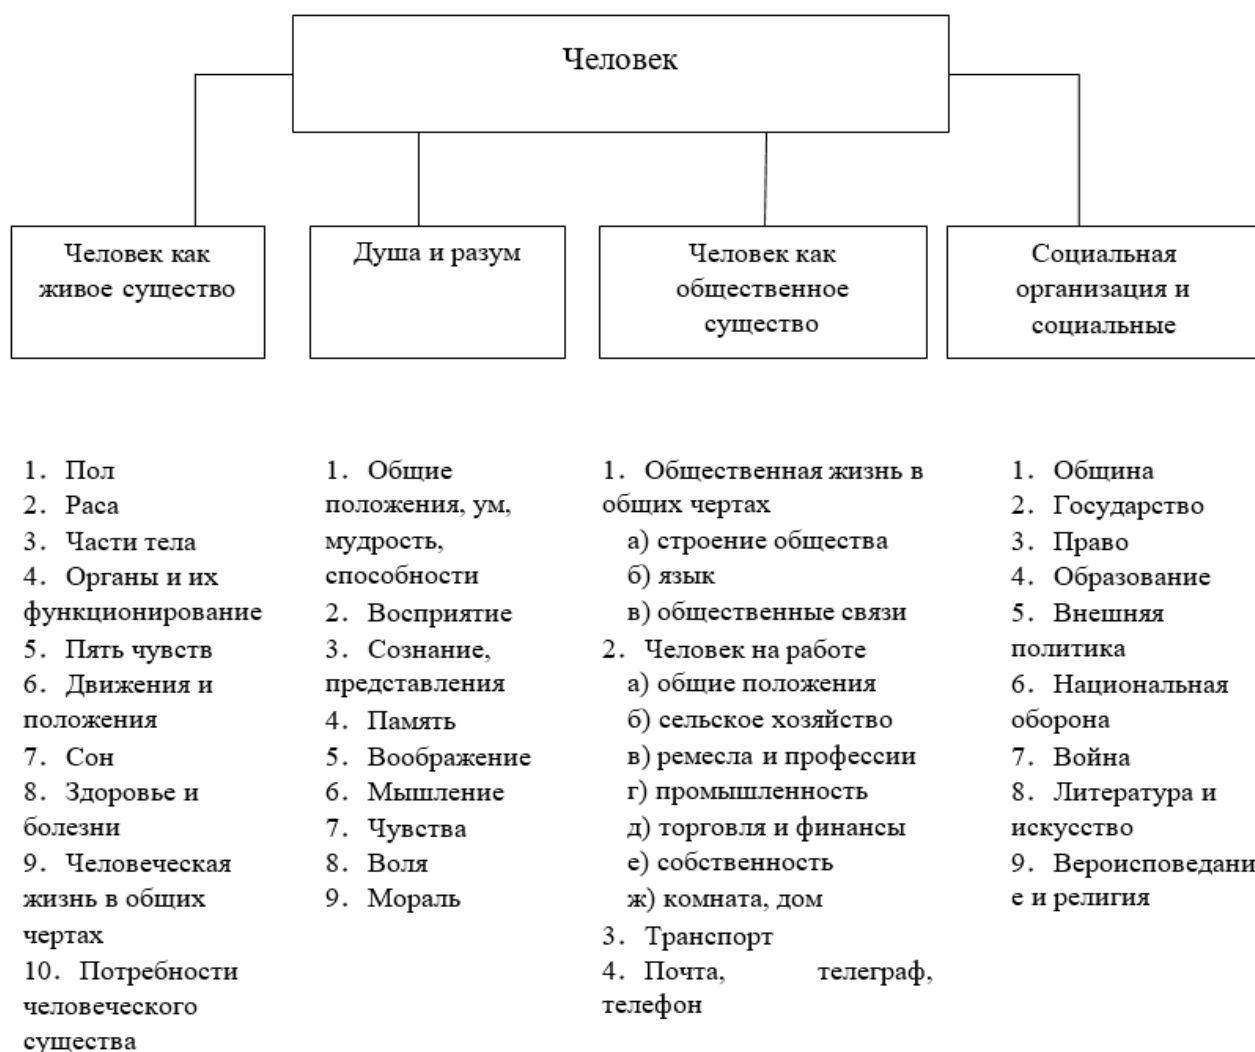 Человек
Человек как
живое существо
Душа и разум
Человек как
общественное
существо
Социальная
организация и
социальные
1. Пол
2. Раса
3. Части тела
4. Органы и их
функционирование
5. Пять чувств
6. Движения и
положения
7. Сон
8. Здоровье и
болезни
9. Человеческая
жизнь в общих
чертах
10. Потребности
человеческого
существа
1. Общие
положения, ум,
мудрость,
способности
2. Восприятие
3. Сознание,
представления
4. Память
5. Воображение
6. Мышление
7. Чувства
8. Воля
9. Мораль
1. Общественная жизнь в
общих чертах
а) строение общества
б) язык
в) общественные связи
2. Человек на работе
а) общие положения
б) сельское хозяйство
в) ремесла и профессии
г) промышленность
д) торговля и финансы
е) собственность
ж) комната, дом
3. Транспорт
4. Почта, телеграф,
телефон
1. Община
2. Государство
3. Право
4. Образование
5. Внешняя
политика
6. Национальная
оборона
7. Война
8. Литература и
искусство
9. Вероисповедани
е и религия